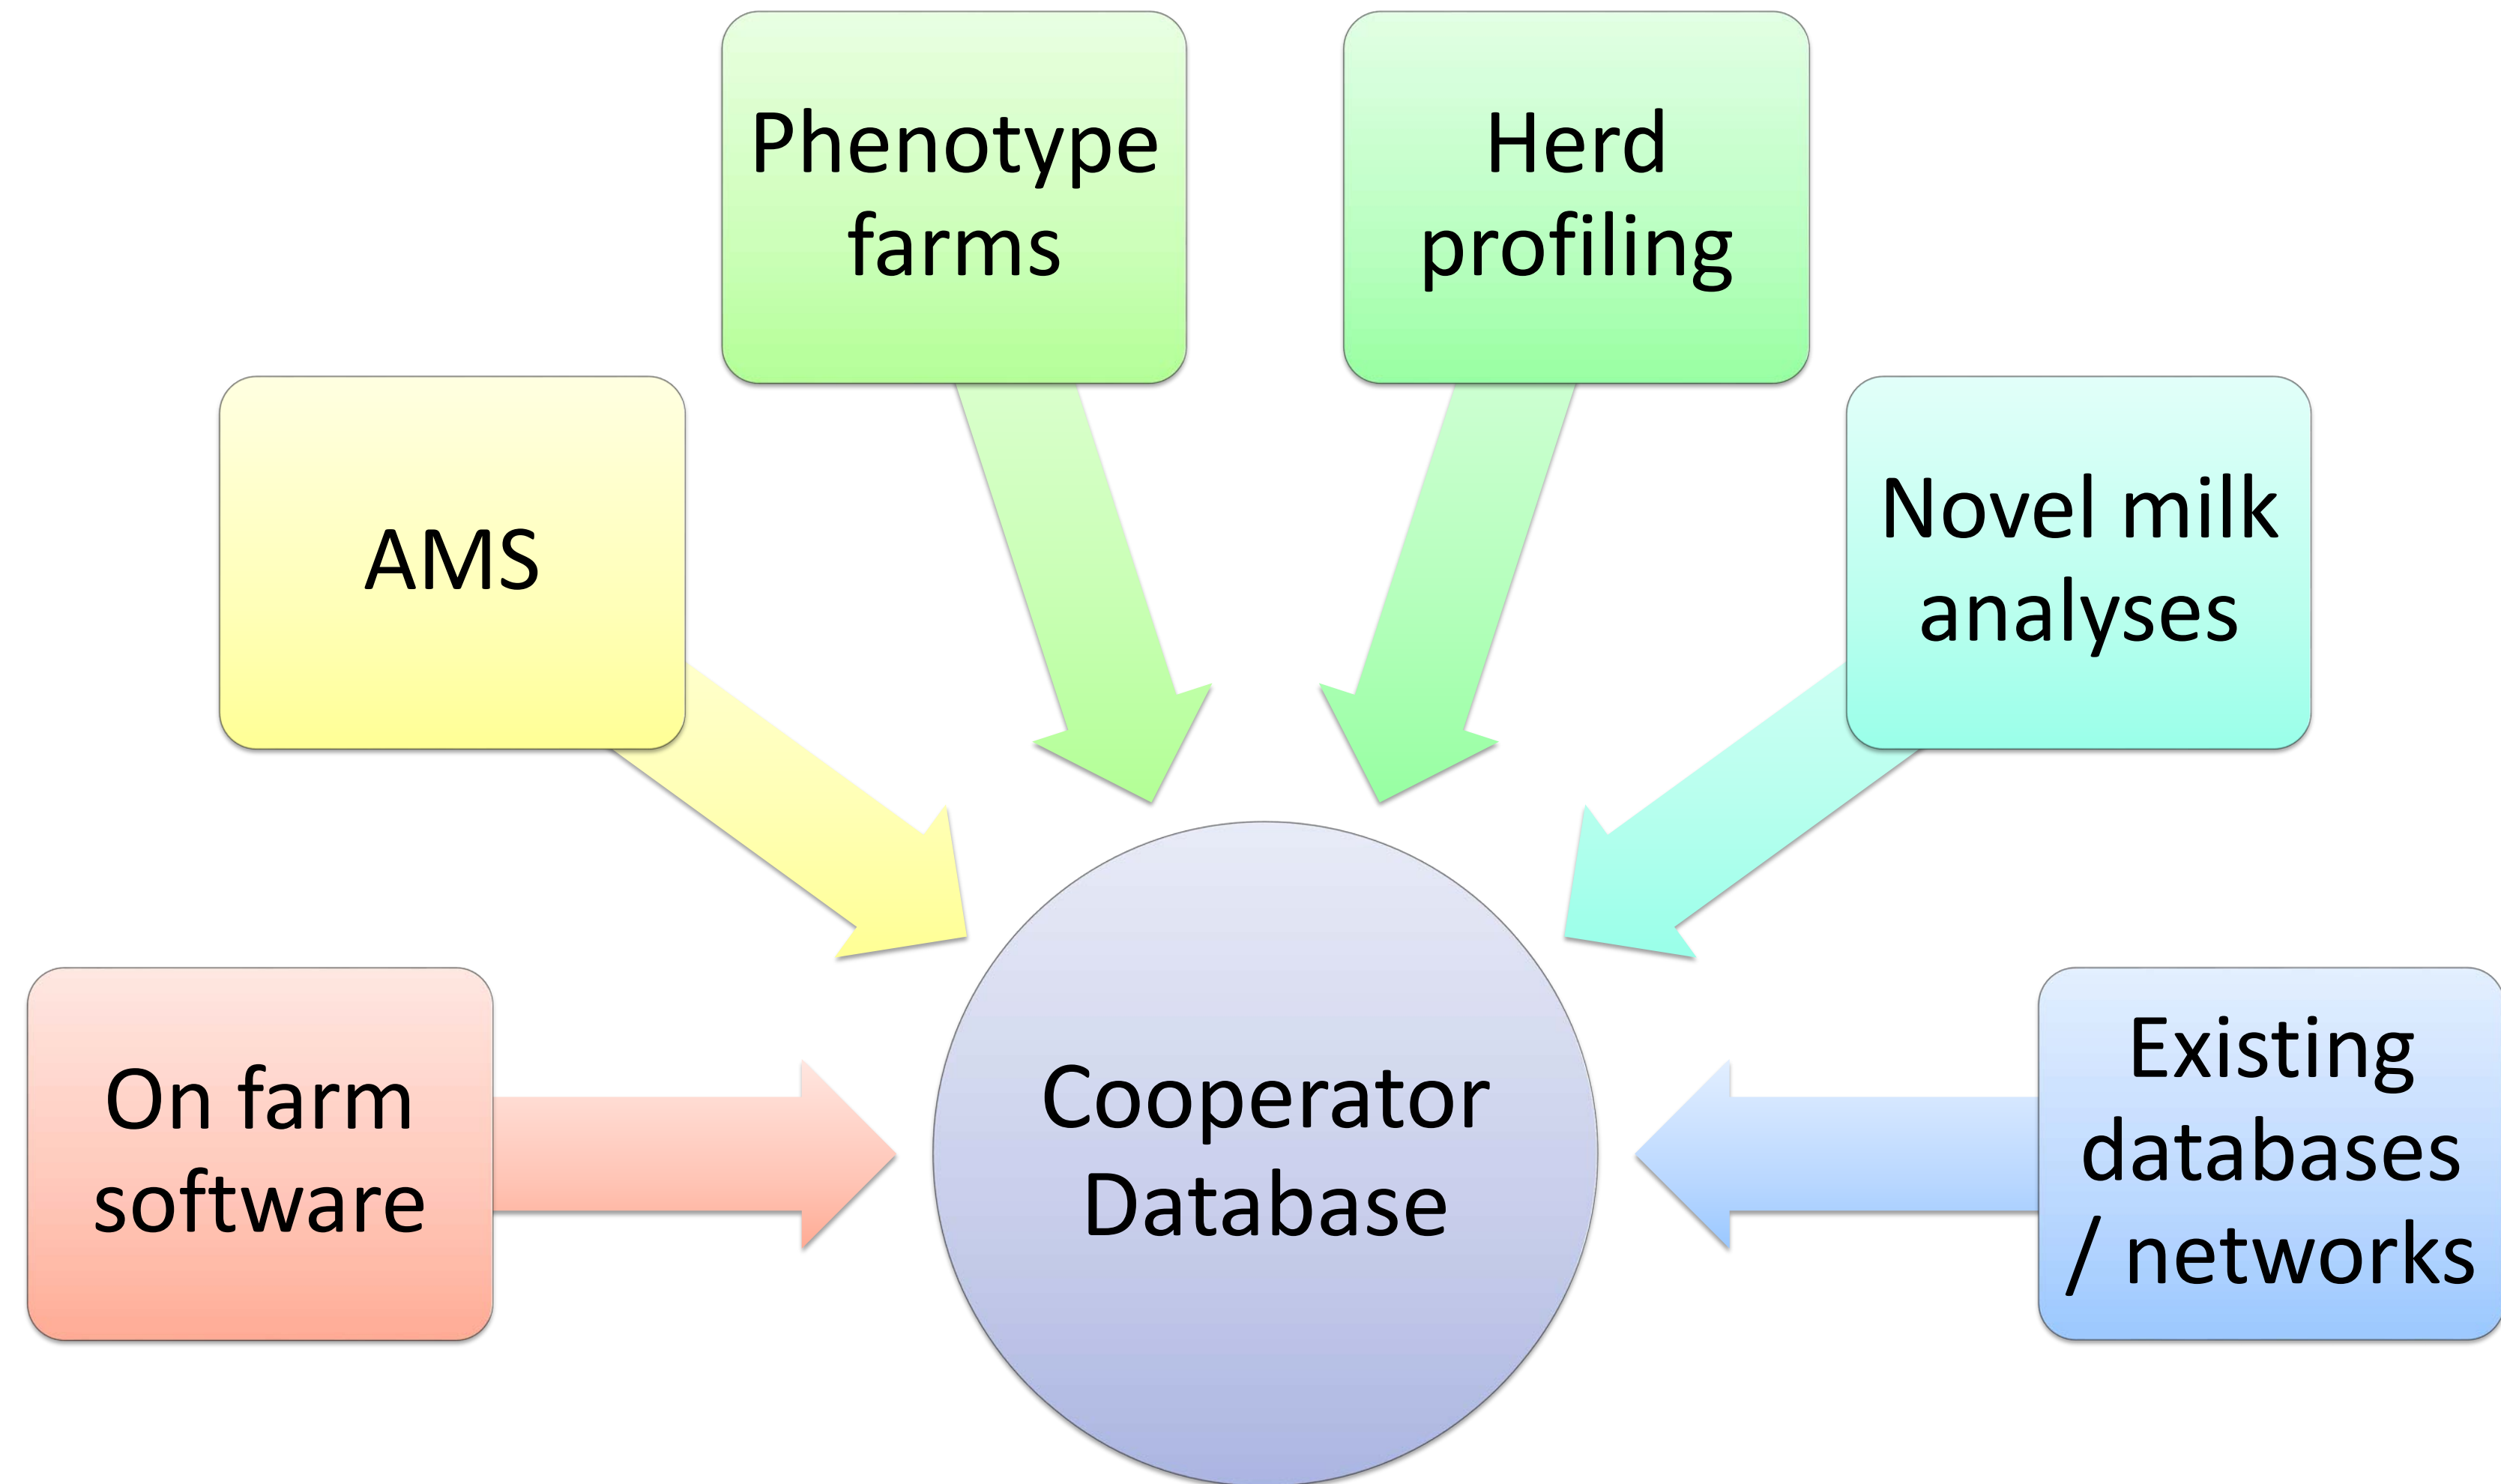 Phenotype
farms
Herd
profiling
AMS
Novel milk
analyses
On farm
software
Cooperator
Database
Existing
databases
/ networks